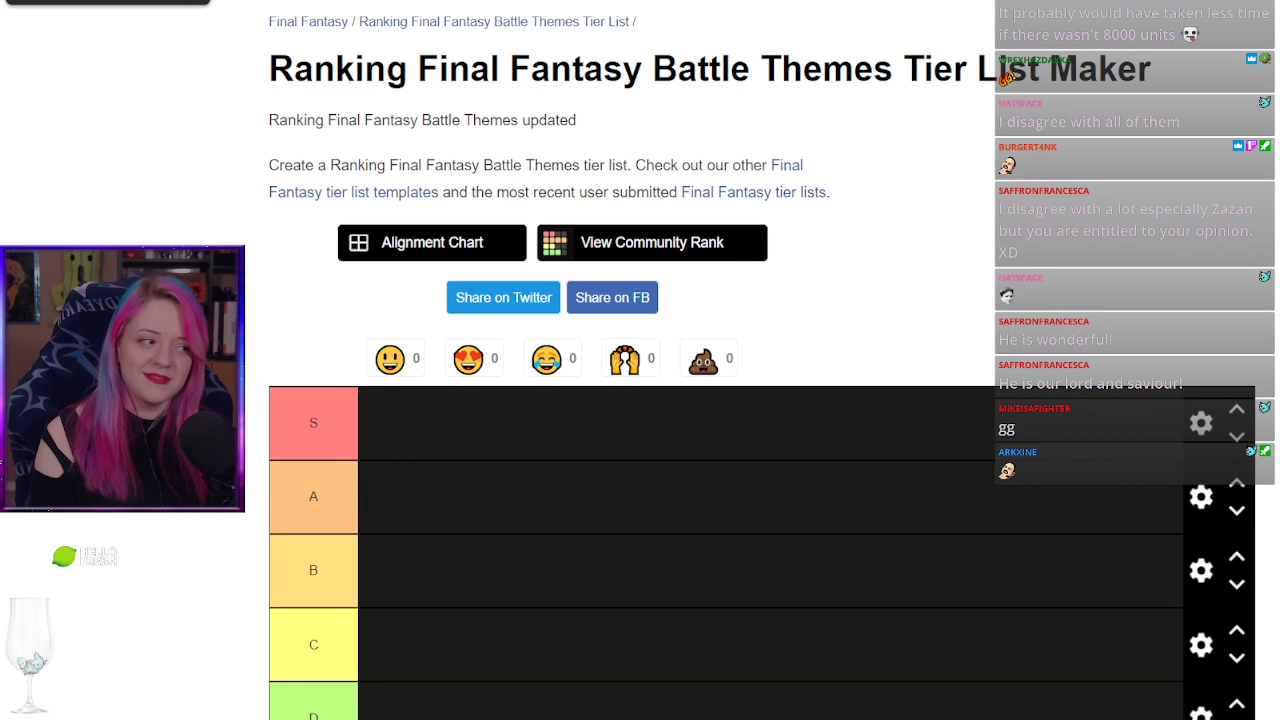 Final Fantasy / Ranking Final Fantasy Battle Themes Tier List /
Ranking Final Fantasy Battle Themes Tier List Maker
Ranking Final Fantasy Battle Themes updated
Create a Ranking Final Fantasy Battle Themes tier list. Check out our other Final
Fantasy tier list templates and the most recent user submitted Final Fantasy tier lists.
Alignment Chart
View Community Rank
Share on Twitter
Share on FB
0
0
0
0
0
S
A
B
C
D
HELLO
FRESH
It probably would have taken less time
if there wasn't 8000 units
GG!
HATSFACE
I disagree with all of them
BURGERT4NK
SAFFRONFRANCESCA
I disagree with a lot especially Zazan
but you are entitled to your opinion.
XD
HATSFACE
SAFFRONFRANCESCA
He is wonderful!
SAFFRONFRANCESCA
He is our lord and saviour!
MIKEISAFIGHTER
gg
ARKXINE